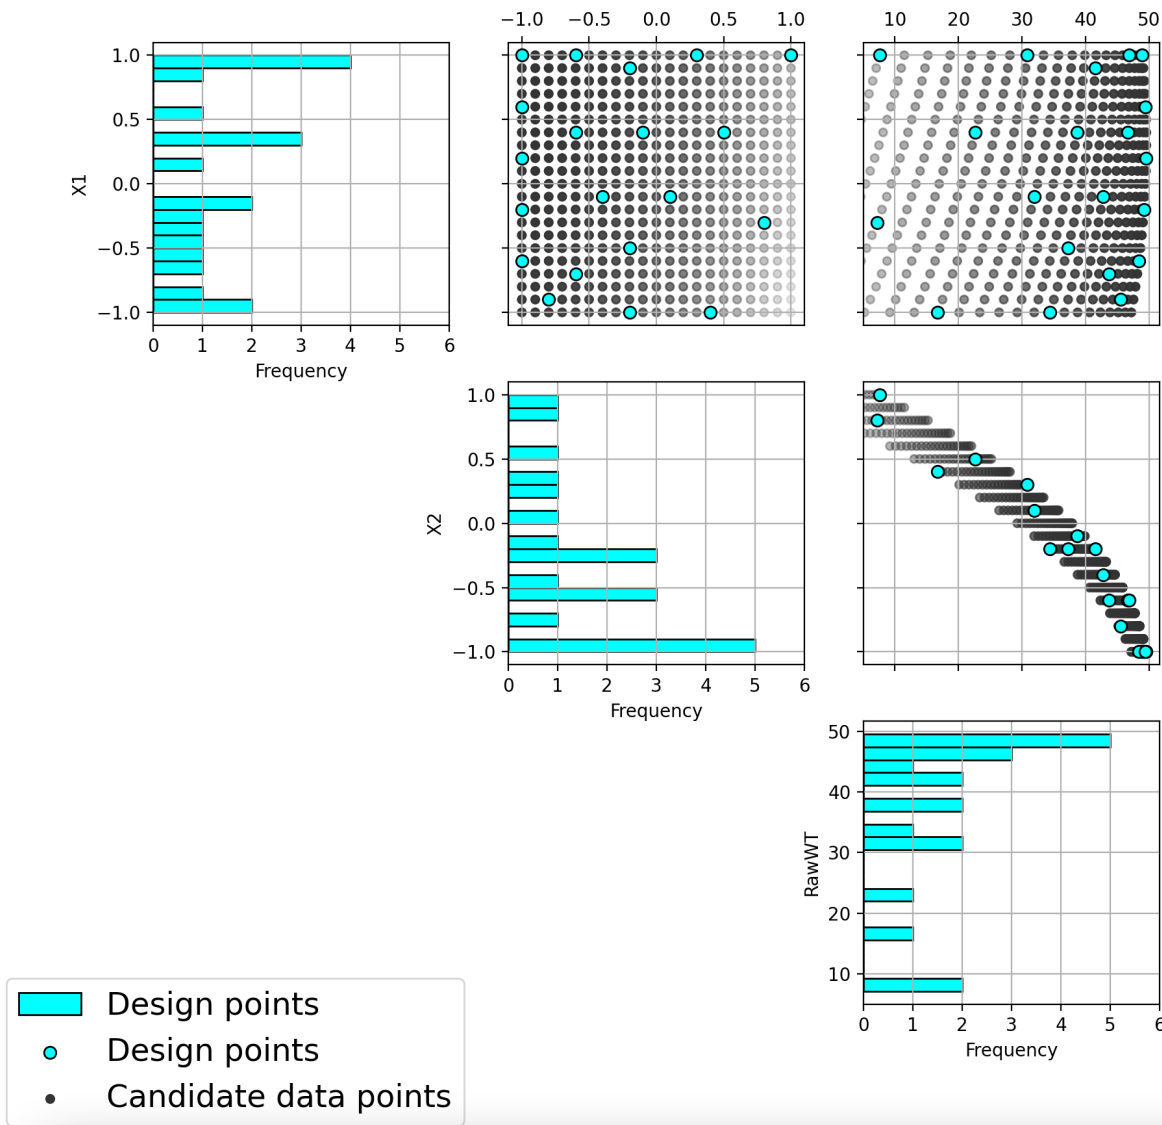 −1.0 −0.5 0.0 0.5 1.0 10 20 30 40 50
1.0
0.5
0.0
−0.5
−1.0
X1
0 1 2 3 4 5 6
Frequency
1.0
0.5
0.0
−0.5
−1.0
X2
0 1 2 3 4 5 6
Frequency
50
40
30
20
10
RawWT
0 1 2 3 4 5 6
Frequency
Design points
Design points
Candidate data points